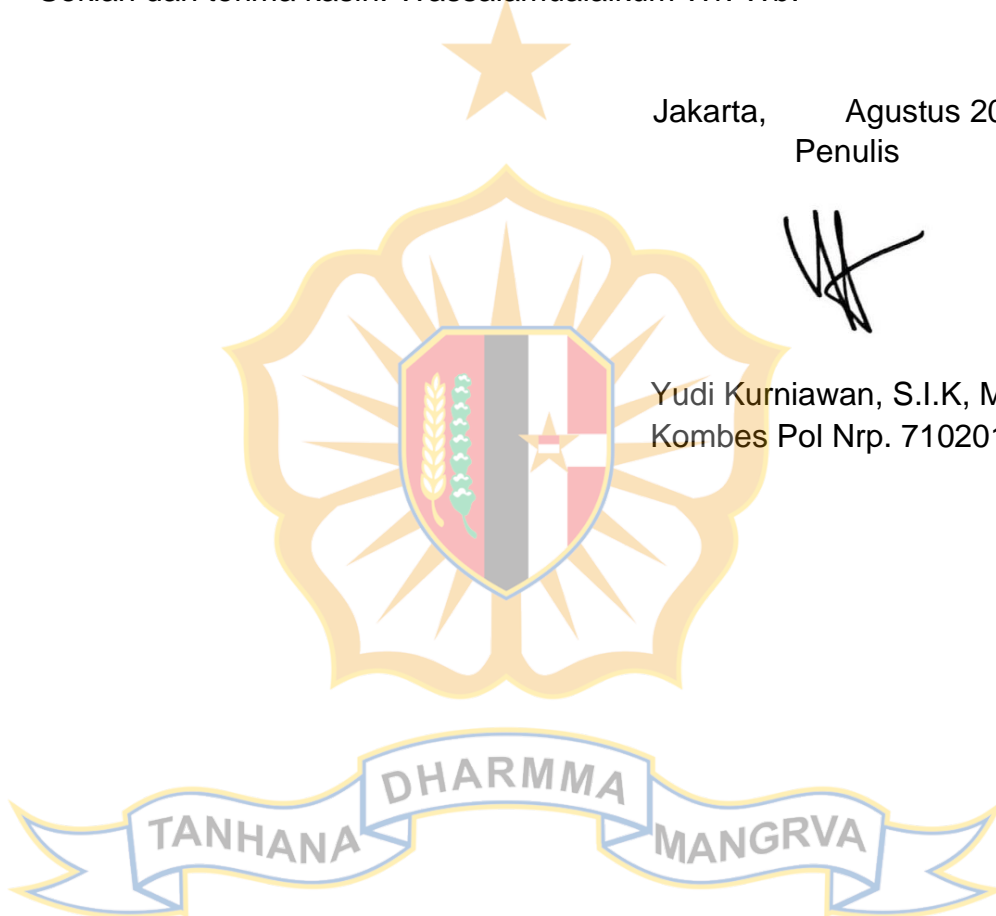 Jakarta, Agustus 20
Penulis
Yudi Kurniawan, S.I.K, M
Kombes Pol Nrp. 710201
DHARMMA
TANHANA MANGRVA